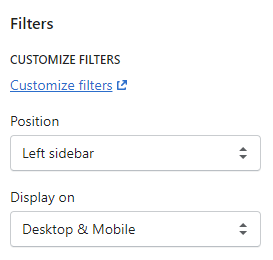 Filters
CUSTOMIZE FILTERS
Customize filters
Position
Left sidebar
Display on
Desktop & Mobile